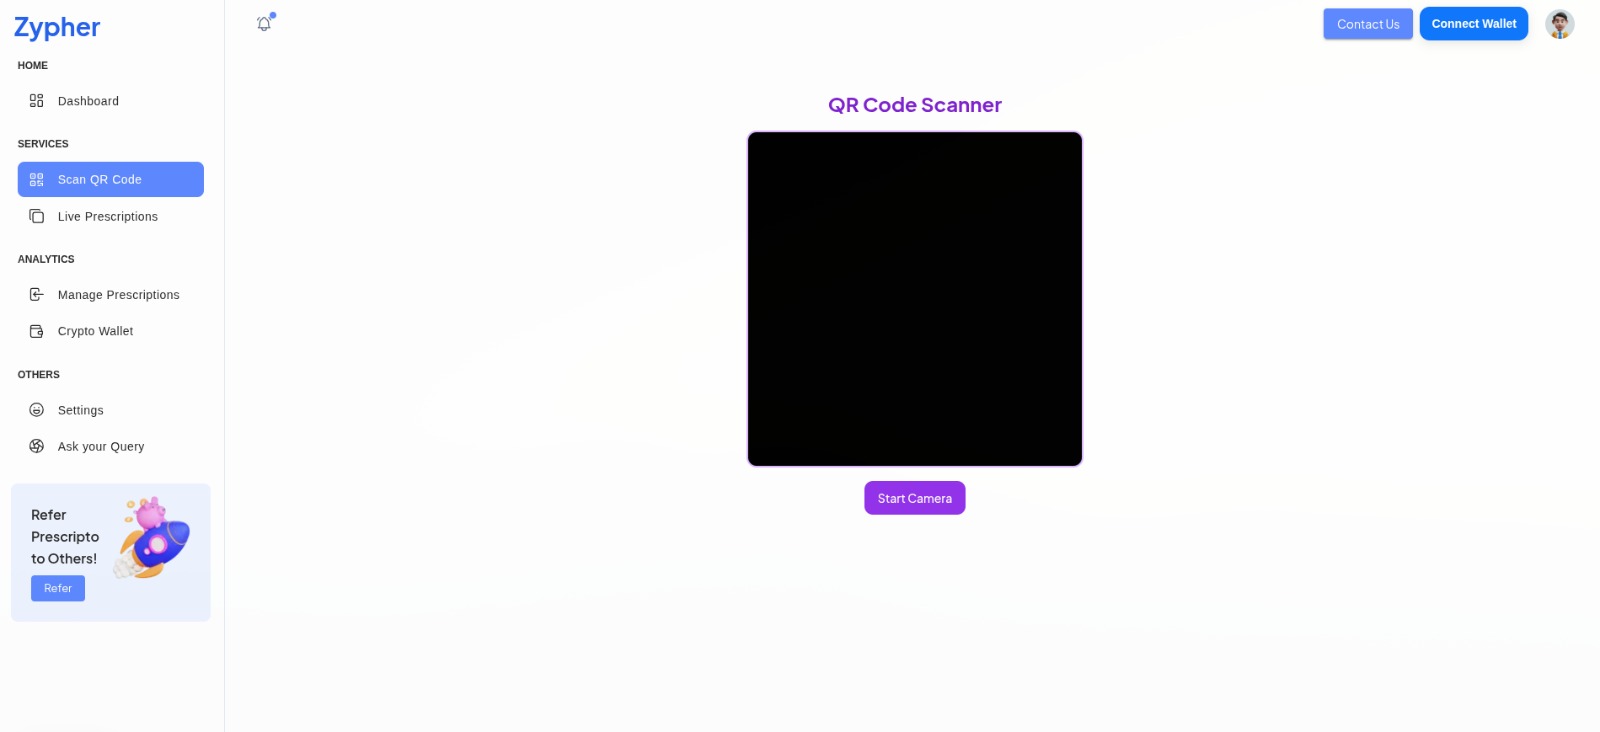 Zypher
HOME
Dashboard
SERVICES
Scan QR Code
Live Prescriptions
ANALYTICS
Manage Prescriptions
Crypto Wallet
OTHERS
Settings
Ask your Query
Refer
Prescripto
to Others!
Refer
Contact Us
Connect Wallet
QR Code Scanner
Start Camera